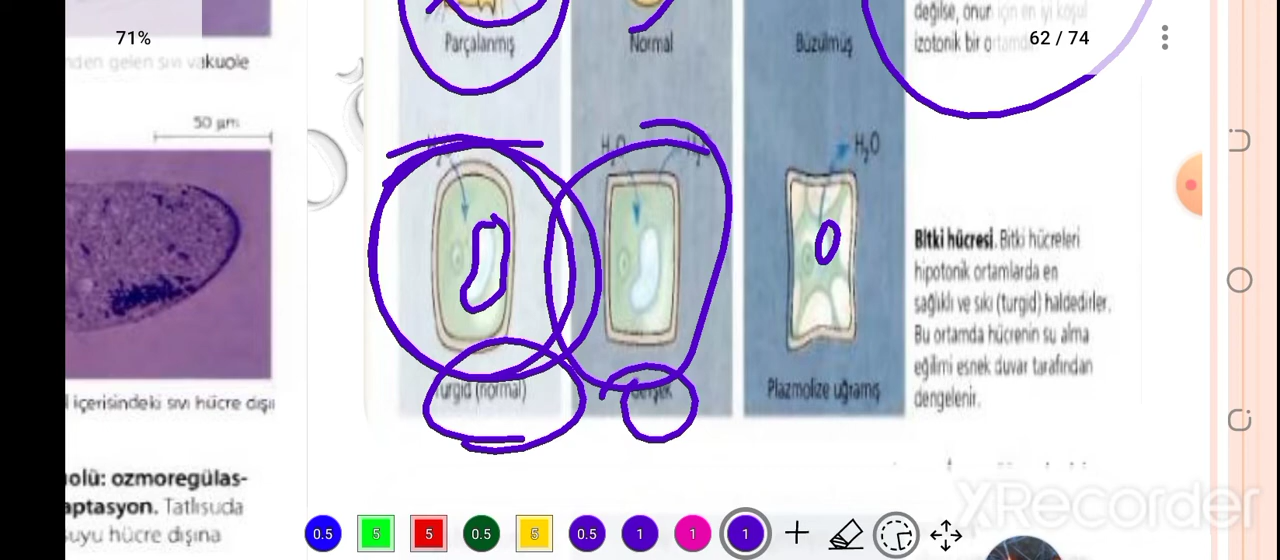 71%
62 / 74
nden gelen sıvı vakuole
50 µm
l içerisindeki sıvı hücre dışı
uolü: ozmoregülas-
aptasyon. Tatlısuda
suyu hücre dışına
Parçalanmış
Normal
Büzülmüş
değilse, onun için en iyi koşul
izotonik bir ortam
H₂O
H₂O
H₂O
H₂O
Turgid (normal)
Gevşek
Plazmolize uğramış
Bitki hücresi. Bitki hücreleri
hipotonik ortamlarda en
sağlıklı ve sıkı (turgid) haldedirler.
Bu ortamda hücrenin su alma
eğilimi esnek duvar tarafından
dengelenir.
0.5
5
5
0.5
5
0.5
1
1
1
XRecorder